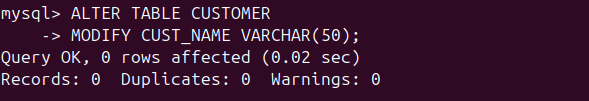 mysql> ALTER TABLE CUSTOMER
    -> MODIFY CUST_NAME VARCHAR(50);
Query OK, 0 rows affected (0.02 sec)
Records: 0  Duplicates: 0  Warnings: 0